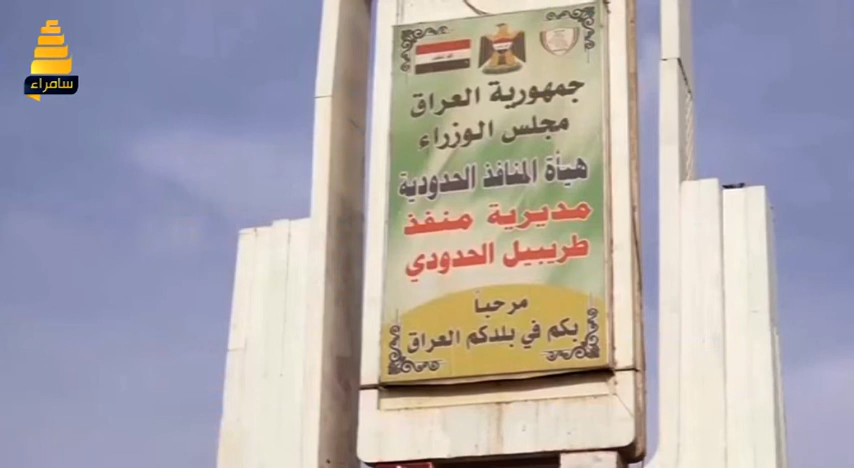 سامراء
جمهورية العراق
مجلس الوزراء
هيأة المنافذ الحدودية
مديرية منفذ
طريبيل الحدودي
مرحباً
بكم في بلدكم العراق